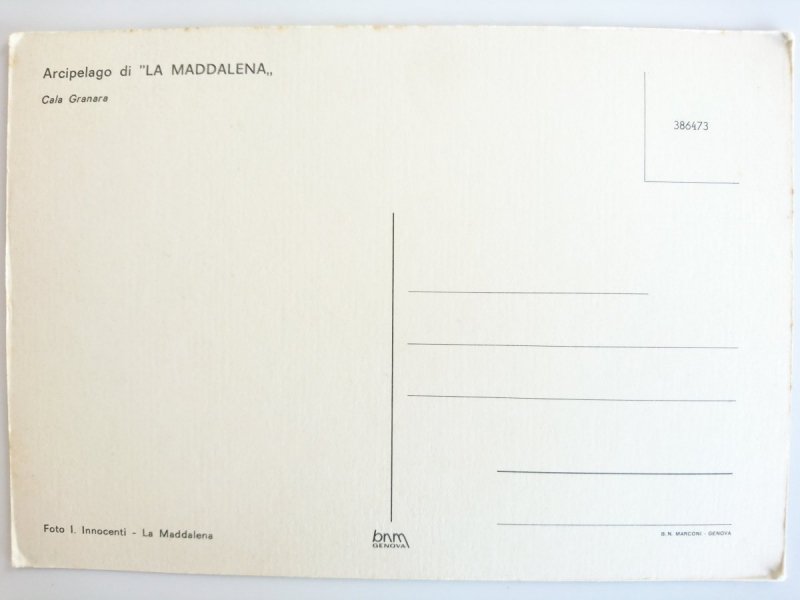 Arcipelago di "LA MADDALENA„
Cala Granara
386473
Foto I. Innocenti - La Maddalena
bnm
GENOVA
B.N. MARCONI - GENOVA